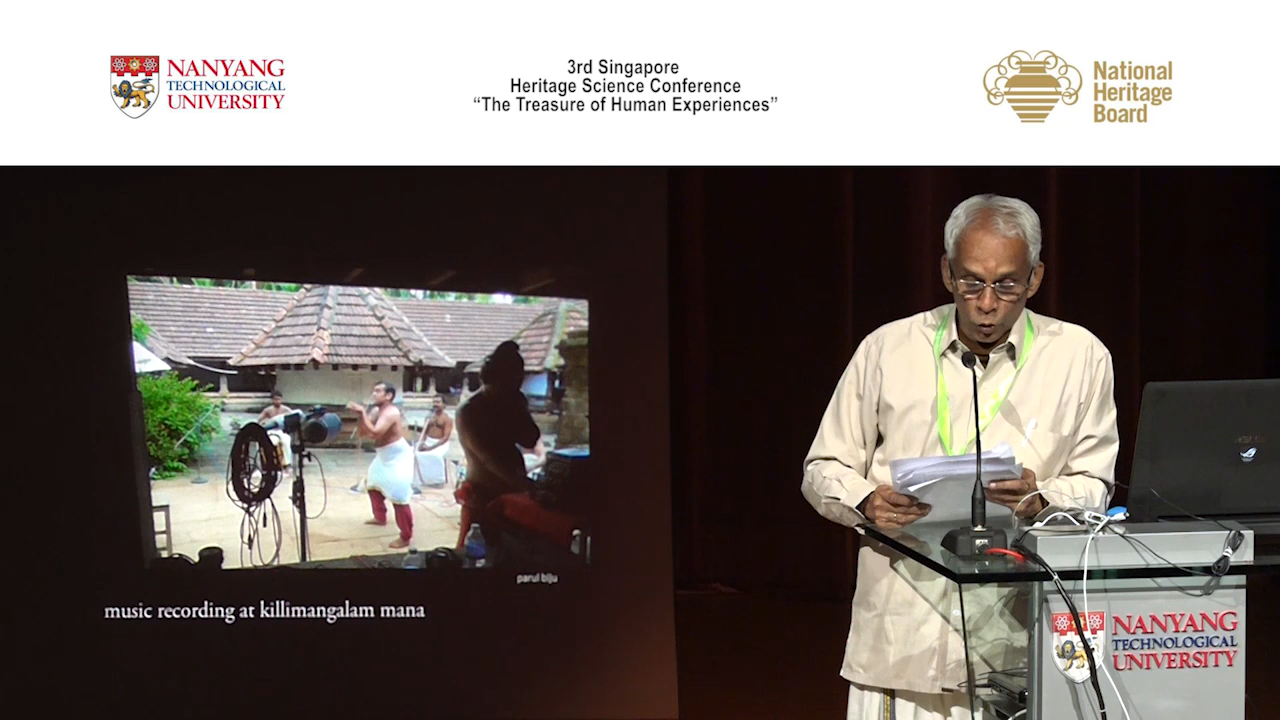 NANYANG
TECHNOLOGICAL
UNIVERSITY
3rd Singapore
Heritage Science Conference
“The Treasure of Human Experiences”
National
Heritage
Board
parul biju
music recording at killimangalam mana
NANYANG
TECHNOLOGICAL
UNIVERSITY